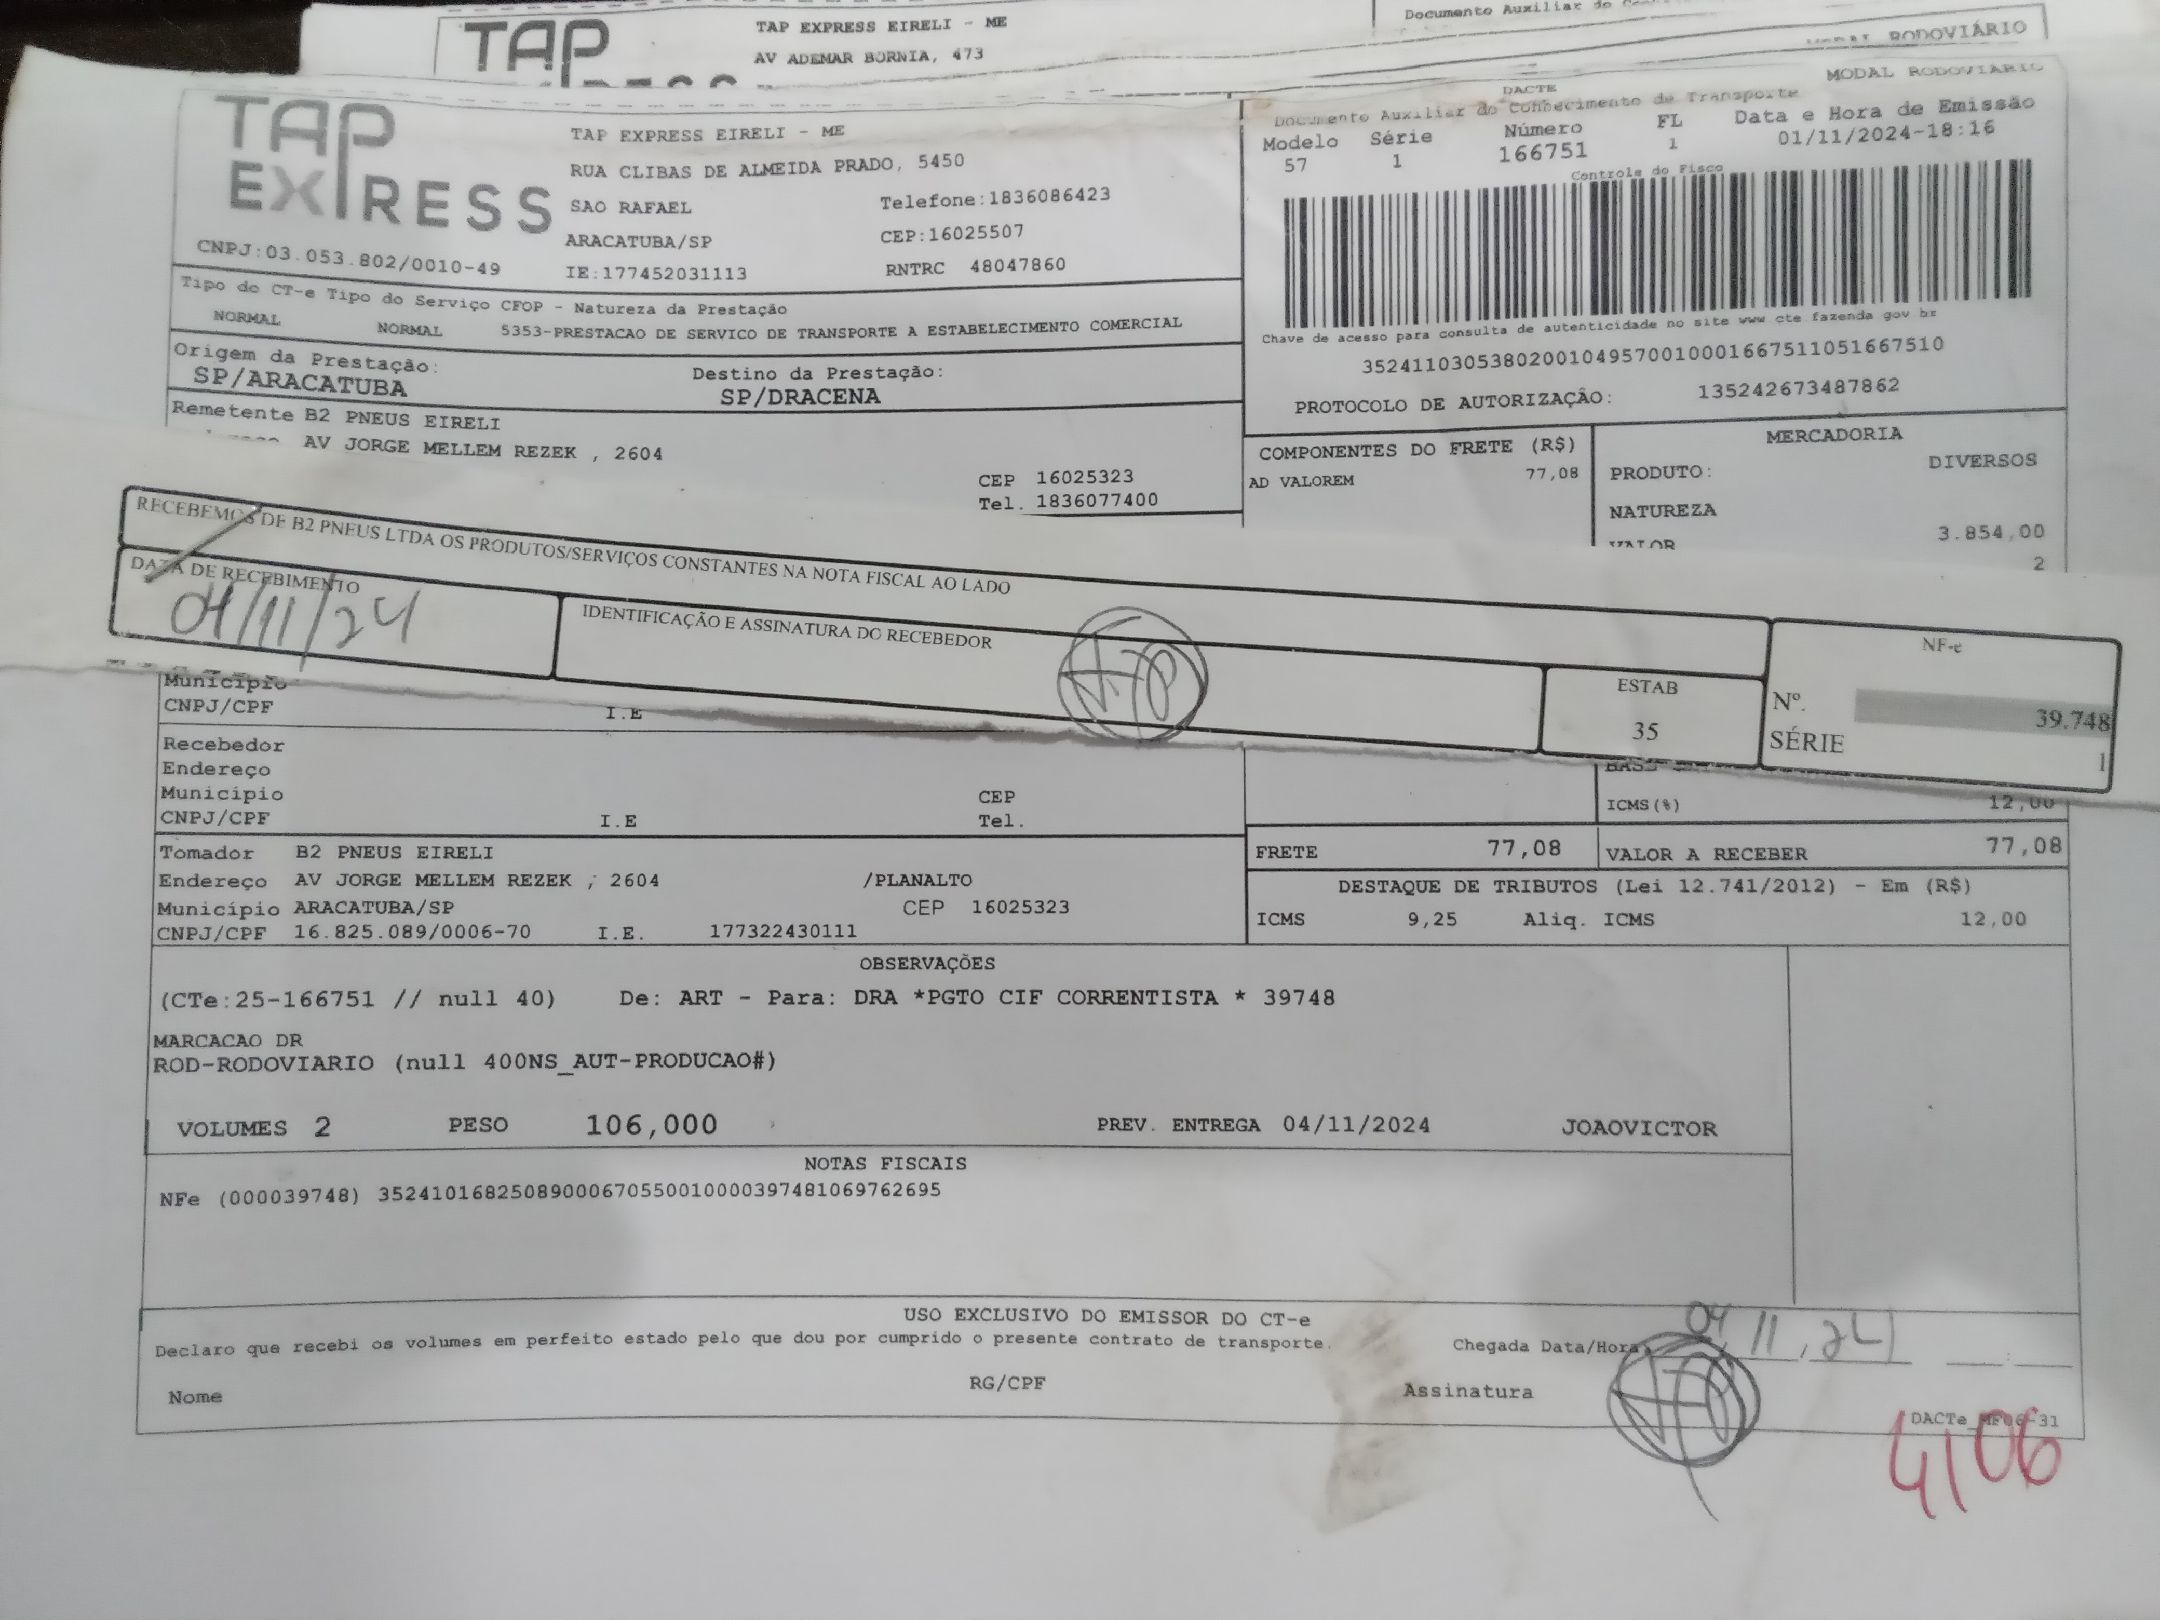 TAP
TAP EXPRESS EIRELI - ME
AV ADEMAR BORNIA, 473
Documento Auxiliar do
RODOVIÁRIO
TAP
EXPRESS
CNPJ:03.053.802/0010-49
TAP EXPRESS EIRELI - ME
RUA CLIBAS DE ALMEIDA PRADO, 5450
SAO RAFAEL
Telefone:1836086423
ARACATUBA/SP
CEP:16025507
IE:177452031113
RNTRC 48047860
MODAL RODOVIARIO
DACTE
Documento Auxiliar do Conhecimento de Transporte
Modelo Série Número FL Data e Hora de Emissão
57 1 166751 1 01/11/2024-18:16
Controle do Fisco
Chave de acesso para consulta de autenticidade no site www cte fazenda gov br
35241103053802001049570010001667511051667510
PROTOCOLO DE AUTORIZAÇÃO: 135242673487862
Tipo do CT-e Tipo do Serviço CFOP - Natureza da Prestação
NORMAL NORMAL 5353-PRESTACAO DE SERVICO DE TRANSPORTE A ESTABELECIMENTO COMERCIAL
Origem da Prestação:
SP/ARACATUBA
Destino da Prestação:
SP/DRACENA
Remetente B2 PNEUS EIRELI
AV JORGE MELLEM REZEK , 2604
CEP 16025323
Tel. 1836077400
COMPONENTES DO FRETE (R$)
AD VALOREM 77,08
MERCADORIA
PRODUTO: DIVERSOS
NATUREZA
VALOR 3.854,00
2
RECEBEMOS DE B2 PNEUS LTDA OS PRODUTOS/SERVIÇOS CONSTANTES NA NOTA FISCAL AO LADO
DATA DE RECEBIMENTO
04/11/24
IDENTIFICAÇÃO E ASSINATURA DO RECEBEDOR
ESTAB
35
NF-e
Nº. 39.748
SÉRIE 1
Município
CNPJ/CPF I.E
Recebedor
Endereço
Município CEP
CNPJ/CPF I.E Tel.
BASE
ICMS(%) 12,00
FRETE 77,08 VALOR A RECEBER 77,08
Tomador B2 PNEUS EIRELI
Endereço AV JORGE MELLEM REZEK , 2604 /PLANALTO
Município ARACATUBA/SP CEP 16025323
CNPJ/CPF 16.825.089/0006-70 I.E. 177322430111
DESTAQUE DE TRIBUTOS (Lei 12.741/2012) - Em (R$)
ICMS 9,25 Aliq. ICMS 12,00
OBSERVAÇÕES
(CTe:25-166751 // null 40) De: ART - Para: DRA *PGTO CIF CORRENTISTA * 39748
MARCACAO DR
ROD-RODOVIARIO (null 400NS_AUT-PRODUCAO#)
VOLUMES 2 PESO 106,000 PREV. ENTREGA 04/11/2024 JOAOVICTOR
NOTAS FISCAIS
NFe (000039748) 35241016825089000670550010000397481069762695
USO EXCLUSIVO DO EMISSOR DO CT-e
Declaro que recebi os volumes em perfeito estado pelo que dou por cumprido o presente contrato de transporte.
Chegada Data/Hora 04, 11, 24
Nome RG/CPF Assinatura
DACTe MF06-31
4106